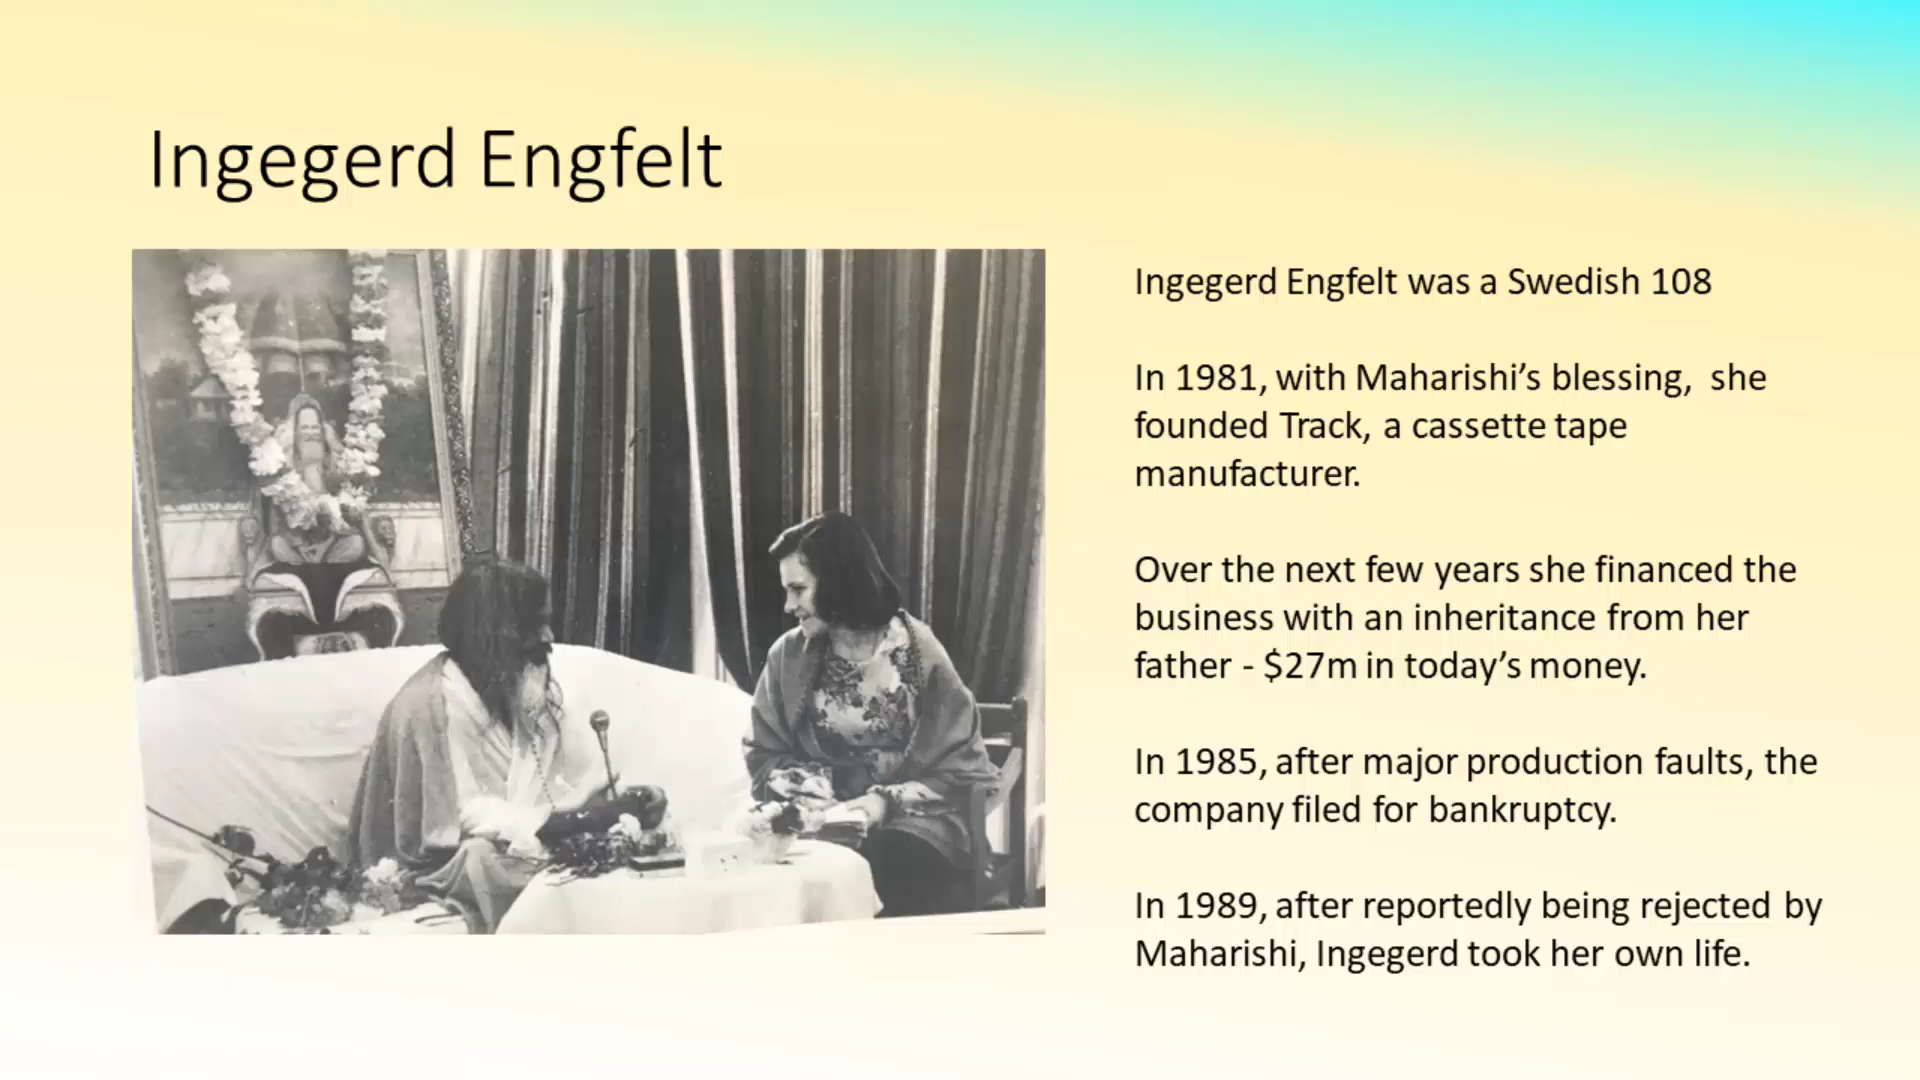 Ingegerd Engfelt
Ingegerd Engfelt was a Swedish 108
In 1981, with Maharishi’s blessing,  she
founded Track, a cassette tape
manufacturer.
Over the next few years she financed the
business with an inheritance from her
father - $27m in today’s money.
In 1985, after major production faults, the
company filed for bankruptcy.
In 1989, after reportedly being rejected by
Maharishi, Ingegerd took her own life.